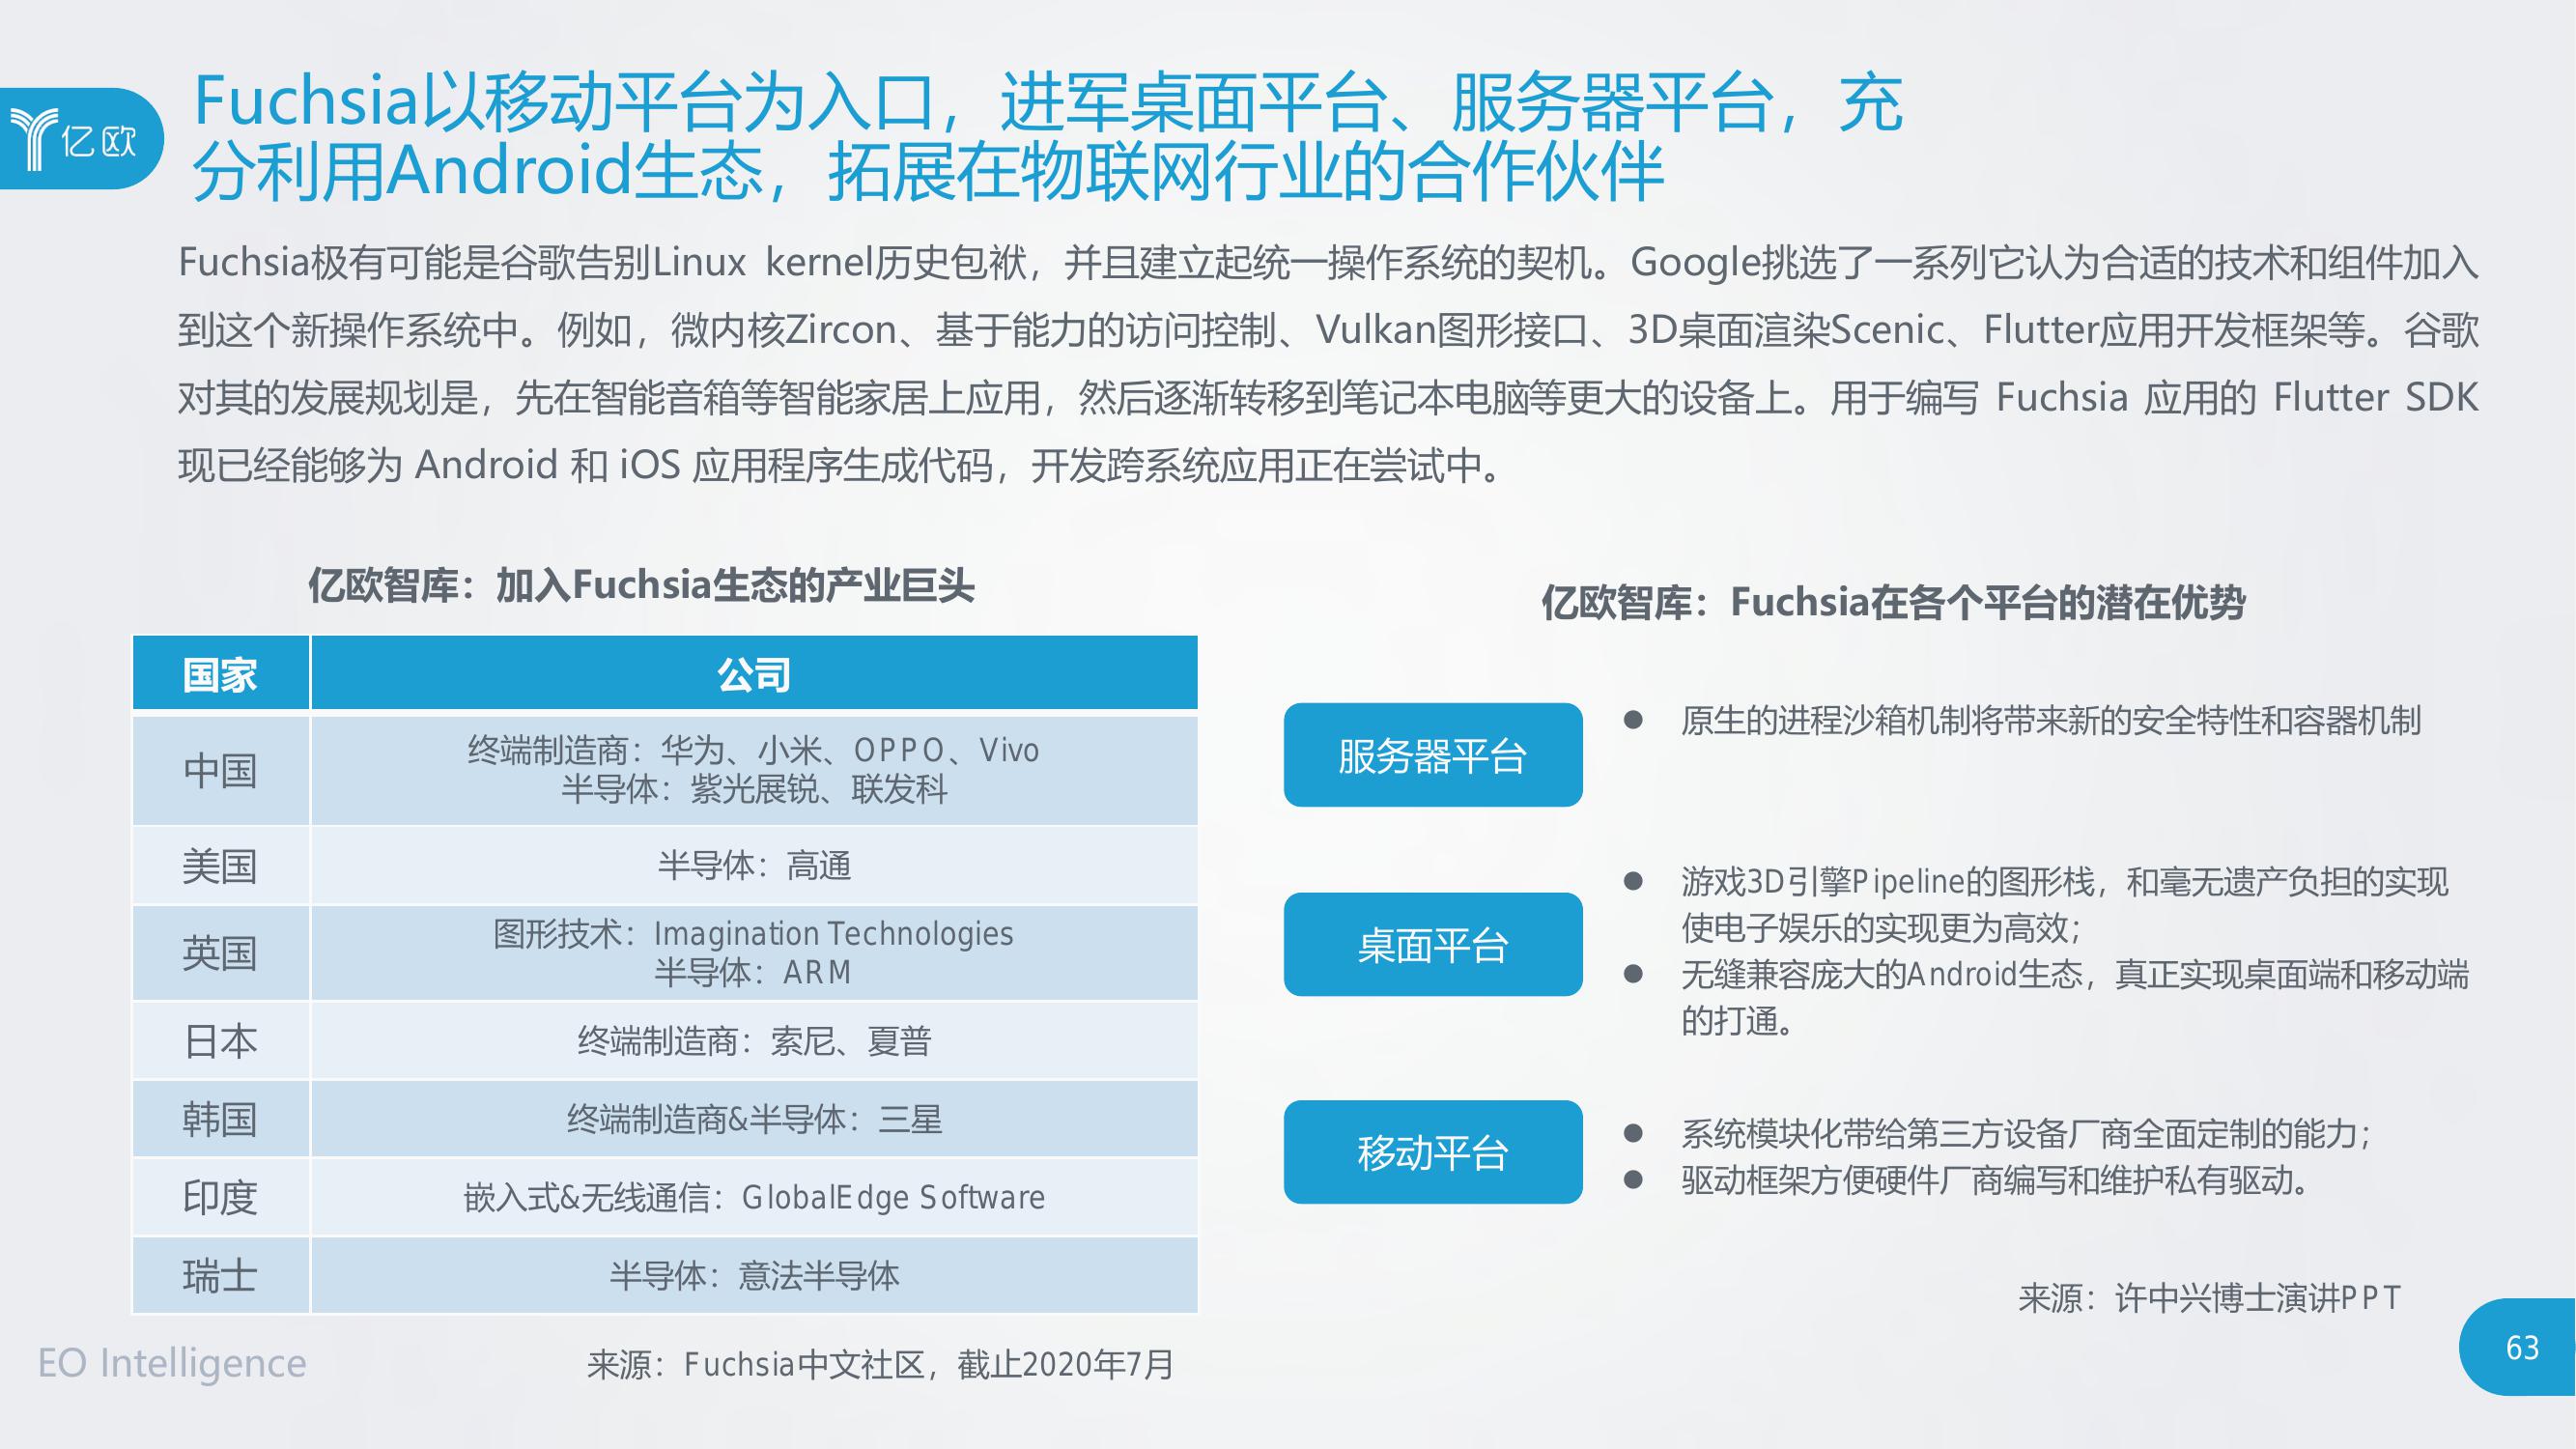 亿欧
Fuchsia以移动平台为入口，进军桌面平台、服务器平台，充
分利用Android生态，拓展在物联网行业的合作伙伴
Fuchsia极有可能是谷歌告别Linux kernel历史包袱，并且建立起统一操作系统的契机。Google挑选了一系列它认为合适的技术和组件加入
到这个新操作系统中。例如，微内核Zircon、基于能力的访问控制、Vulkan图形接口、3D桌面渲染Scenic、Flutter应用开发框架等。谷歌
对其的发展规划是，先在智能音箱等智能家居上应用，然后逐渐转移到笔记本电脑等更大的设备上。用于编写 Fuchsia 应用的 Flutter SDK
现已经能够为 Android 和 iOS 应用程序生成代码，开发跨系统应用正在尝试中。
亿欧智库：加入Fuchsia生态的产业巨头
国家 公司
中国 终端制造商：华为、小米、OPPO、Vivo
半导体：紫光展锐、联发科
美国 半导体：高通
英国 图形技术：Imagination Technologies
半导体：ARM
日本 终端制造商：索尼、夏普
韩国 终端制造商&半导体：三星
印度 嵌入式&无线通信：GlobalEdge Software
瑞士 半导体：意法半导体
来源：Fuchsia中文社区，截止2020年7月
亿欧智库：Fuchsia在各个平台的潜在优势
服务器平台
● 原生的进程沙箱机制将带来新的安全特性和容器机制
桌面平台
● 游戏3D引擎Pipeline的图形栈，和毫无遗产负担的实现
使电子娱乐的实现更为高效；
● 无缝兼容庞大的Android生态，真正实现桌面端和移动端
的打通。
移动平台
● 系统模块化带给第三方设备厂商全面定制的能力；
● 驱动框架方便硬件厂商编写和维护私有驱动。
来源：许中兴博士演讲PPT
EO Intelligence
63